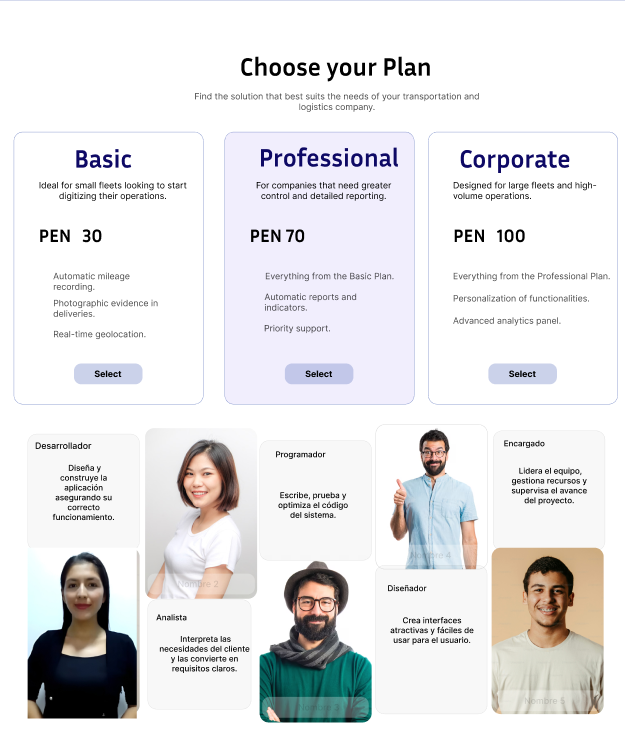 Choose your Plan
Find the solution that best suits the needs of your transportation and
logistics company.
Basic
Ideal for small fleets looking to start
digitizing their operations.
PEN 30
Automatic mileage
recording.
Photographic evidence in
deliveries.
Real-time geolocation.
Select
Professional
For companies that need greater
control and detailed reporting.
PEN 70
Everything from the Basic Plan.
Automatic reports and
indicators.
Priority support.
Select
Corporate
Designed for large fleets and high-
volume operations.
PEN 100
Everything from the Professional Plan.
Personalization of functionalities.
Advanced analytics panel.
Select
Desarrollador
Diseña y
construye la
aplicación
asegurando su
correcto
funcionamiento.
Nombre 2
Analista
Interpreta las
necesidades del cliente
y las convierte en
requisitos claros.
Programador
Escribe, prueba y
optimiza el código
del sistema.
Nombre 3
Nombre 4
Diseñador
Crea interfaces
atractivas y fáciles de
usar para el usuario.
Encargado
Lidera el equipo,
gestiona recursos y
supervisa el avance
del proyecto.
Nombre 5